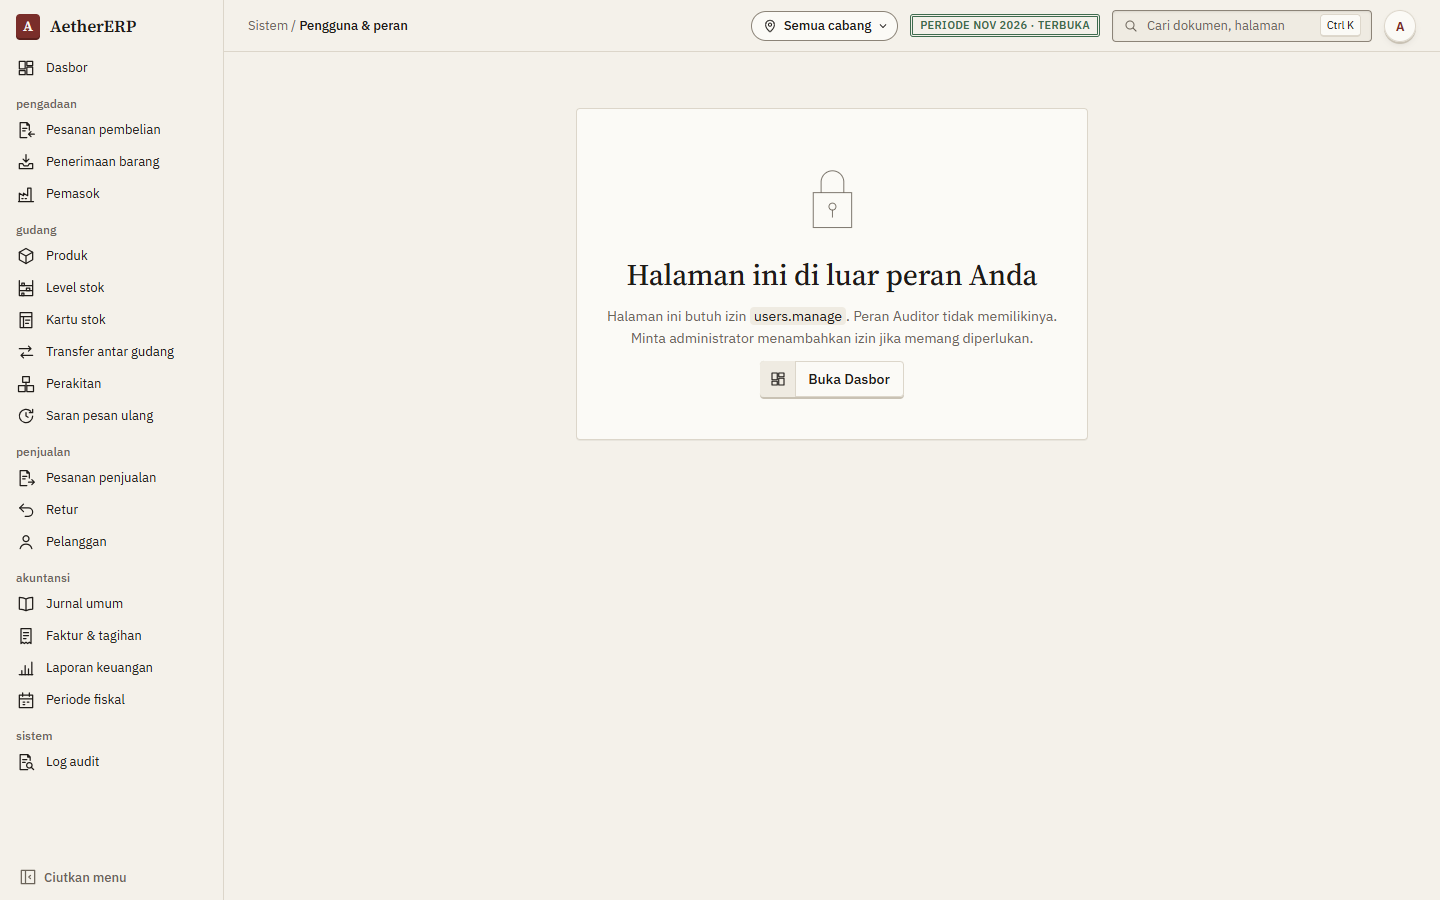 A AetherERP
Sistem / Pengguna & peran
Semua cabang
PERIODE NOV 2026 · TERBUKA
Cari dokumen, halaman
Ctrl K
A
Dasbor
pengadaan
Pesanan pembelian
Penerimaan barang
Pemasok
gudang
Produk
Level stok
Kartu stok
Transfer antar gudang
Perakitan
Saran pesan ulang
penjualan
Pesanan penjualan
Retur
Pelanggan
akuntansi
Jurnal umum
Faktur & tagihan
Laporan keuangan
Periode fiskal
sistem
Log audit
Ciutkan menu
Halaman ini di luar peran Anda
Halaman ini butuh izin users.manage. Peran Auditor tidak memilikinya.
Minta administrator menambahkan izin jika memang diperlukan.
Buka Dasbor